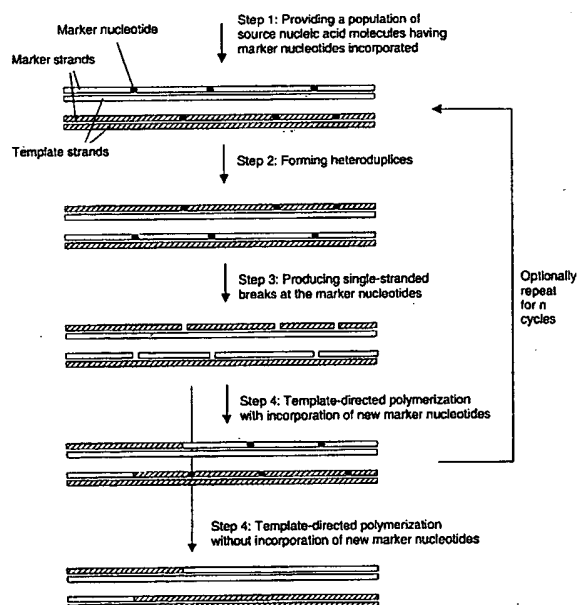 Step 1: Providing a population of
source nucleic acid molecules having
marker nucleotides incorporated
Marker nucleotide
Marker strands
Template strands
Step 2: Forming heteroduplices
Step 3: Producing single-stranded
breaks at the marker nucleotides
Optionally
repeat
for n
cycles
Step 4: Template-directed polymerization
with incorporation of new marker nucleotides
Step 4: Template-directed polymerization
without incorporation of new marker nucleotides